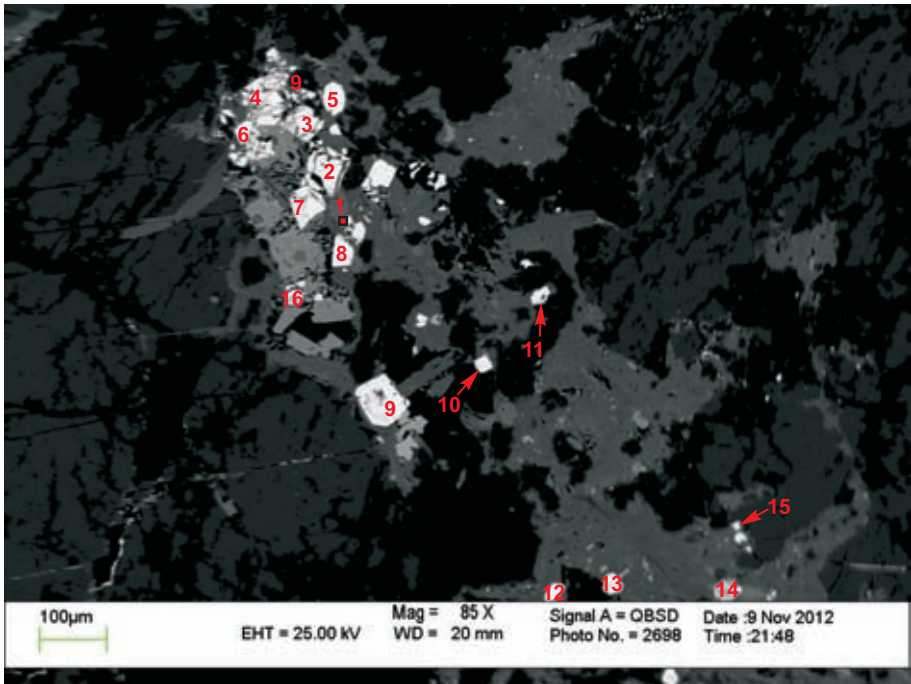 9
4
5
3
6
2
7
1
8
16
11
10
9
15
12
13
14
100µm
EHT = 25.00 kV
Mag = 85 X
WD = 20 mm
Signal A = QBSD
Photo No. = 2698
Date :9 Nov 2012
Time :21:48